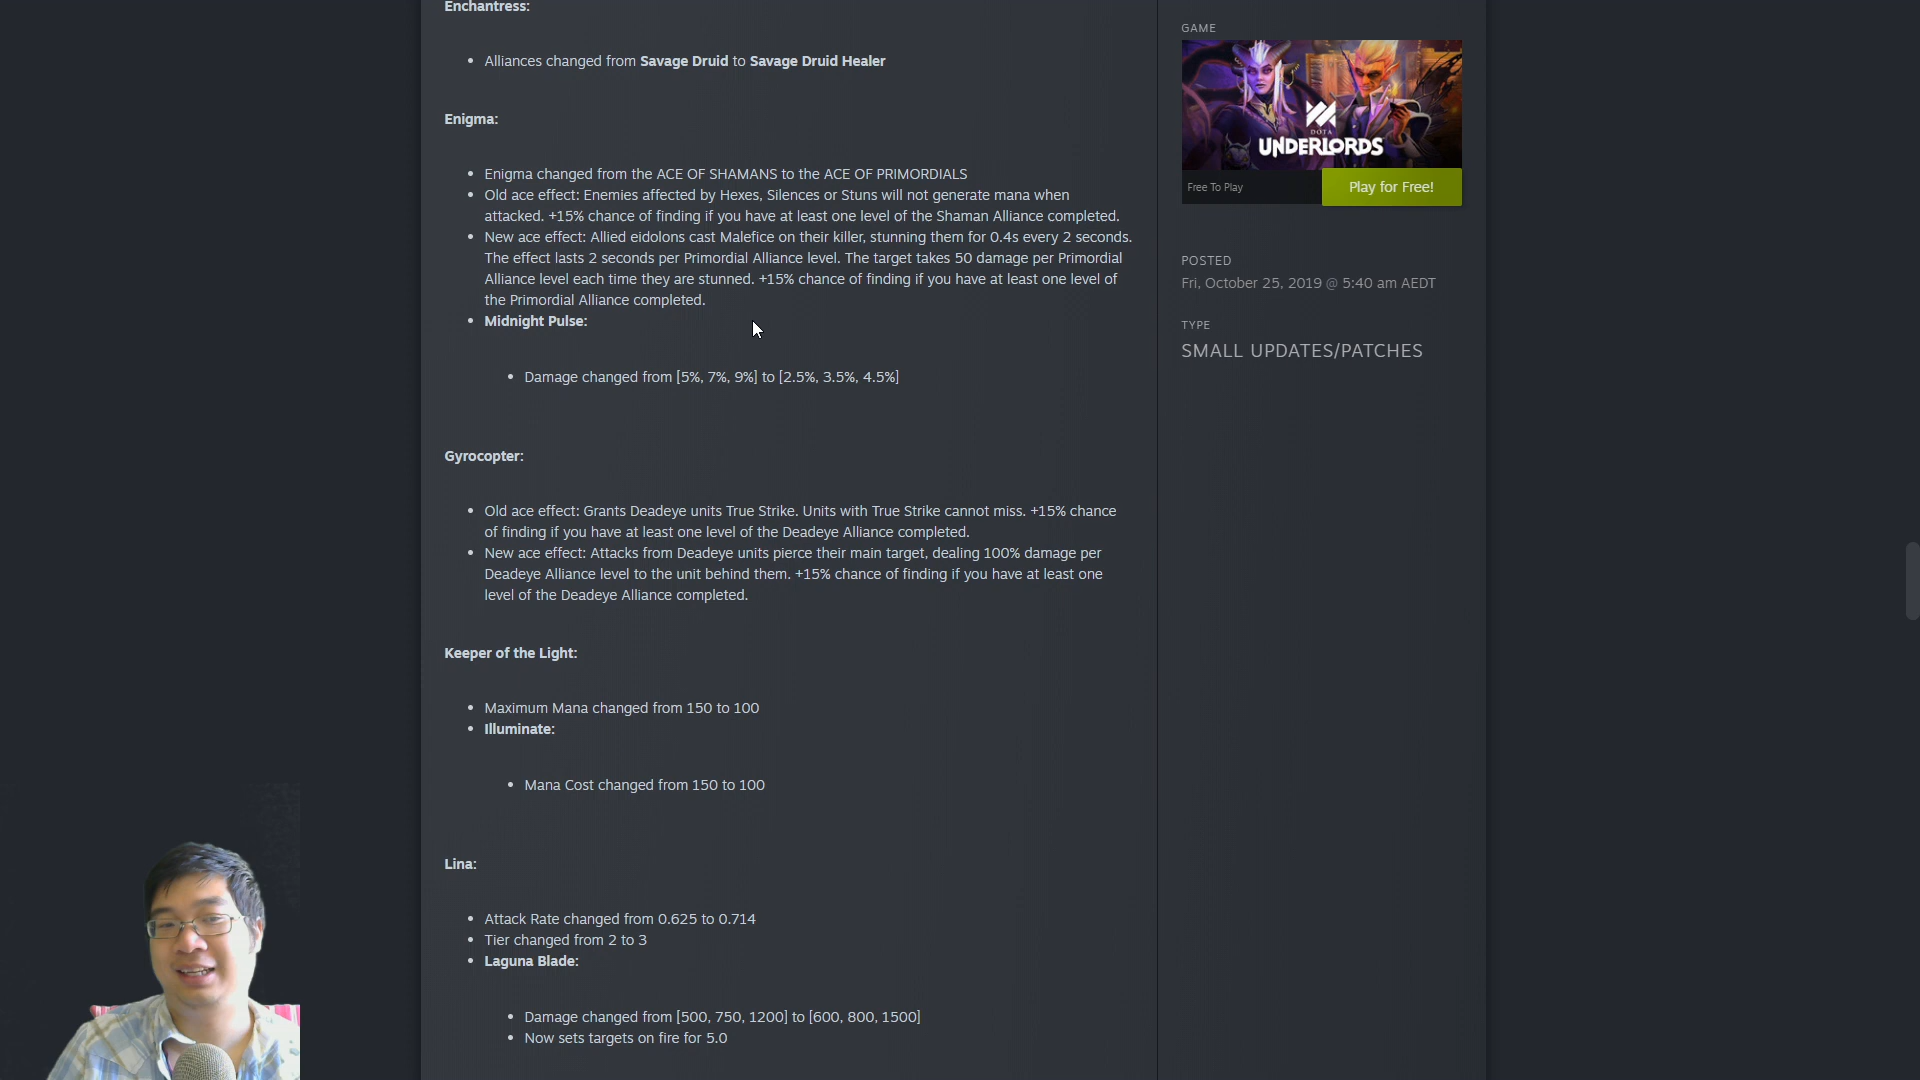 Enchantress:
• Alliances changed from Savage Druid to Savage Druid Healer
Enigma:
• Enigma changed from the ACE OF SHAMANS to the ACE OF PRIMORDIALS
• Old ace effect: Enemies affected by Hexes, Silences or Stuns will not generate mana when
attacked. +15% chance of finding if you have at least one level of the Shaman Alliance completed.
• New ace effect: Allied eidolons cast Malefice on their killer, stunning them for 0.4s every 2 seconds.
The effect lasts 2 seconds per Primordial Alliance level. The target takes 50 damage per Primordial
Alliance level each time they are stunned. +15% chance of finding if you have at least one level of
the Primordial Alliance completed.
• Midnight Pulse:
• Damage changed from [5%, 7%, 9%] to [2.5%, 3.5%, 4.5%]
Gyrocopter:
• Old ace effect: Grants Deadeye units True Strike. Units with True Strike cannot miss. +15% chance
of finding if you have at least one level of the Deadeye Alliance completed.
• New ace effect: Attacks from Deadeye units pierce their main target, dealing 100% damage per
Deadeye Alliance level to the unit behind them. +15% chance of finding if you have at least one
level of the Deadeye Alliance completed.
Keeper of the Light:
• Maximum Mana changed from 150 to 100
• Illuminate:
• Mana Cost changed from 150 to 100
Lina:
• Attack Rate changed from 0.625 to 0.714
• Tier changed from 2 to 3
• Laguna Blade:
• Damage changed from [500, 750, 1200] to [600, 800, 1500]
• Now sets targets on fire for 5.0
GAME
DOTA
UNDERLORDS
Free To Play
Play for Free!
POSTED
Fri, October 25, 2019 @ 5:40 am AEDT
TYPE
SMALL UPDATES/PATCHES